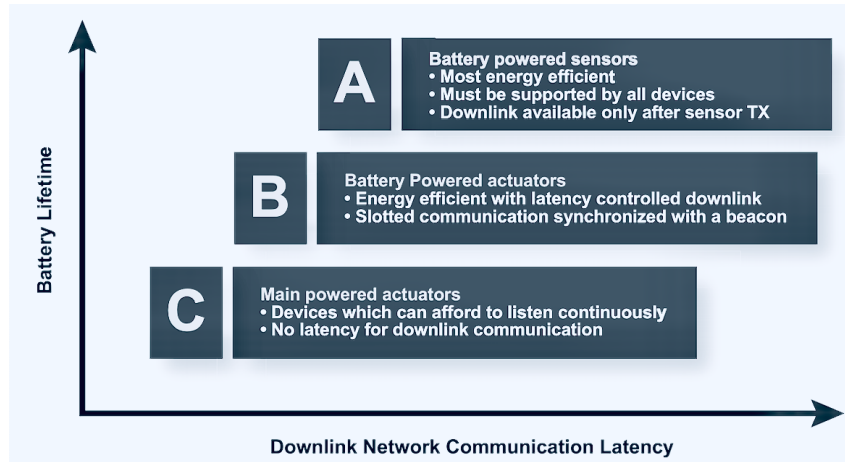 Battery Lifetime
A
Battery powered sensors
• Most energy efficient
• Must be supported by all devices
• Downlink available only after sensor TX
B
Battery Powered actuators
• Energy efficient with latency controlled downlink
• Slotted communication synchronized with a beacon
C
Main powered actuators
• Devices which can afford to listen continuously
• No latency for downlink communication
Downlink Network Communication Latency